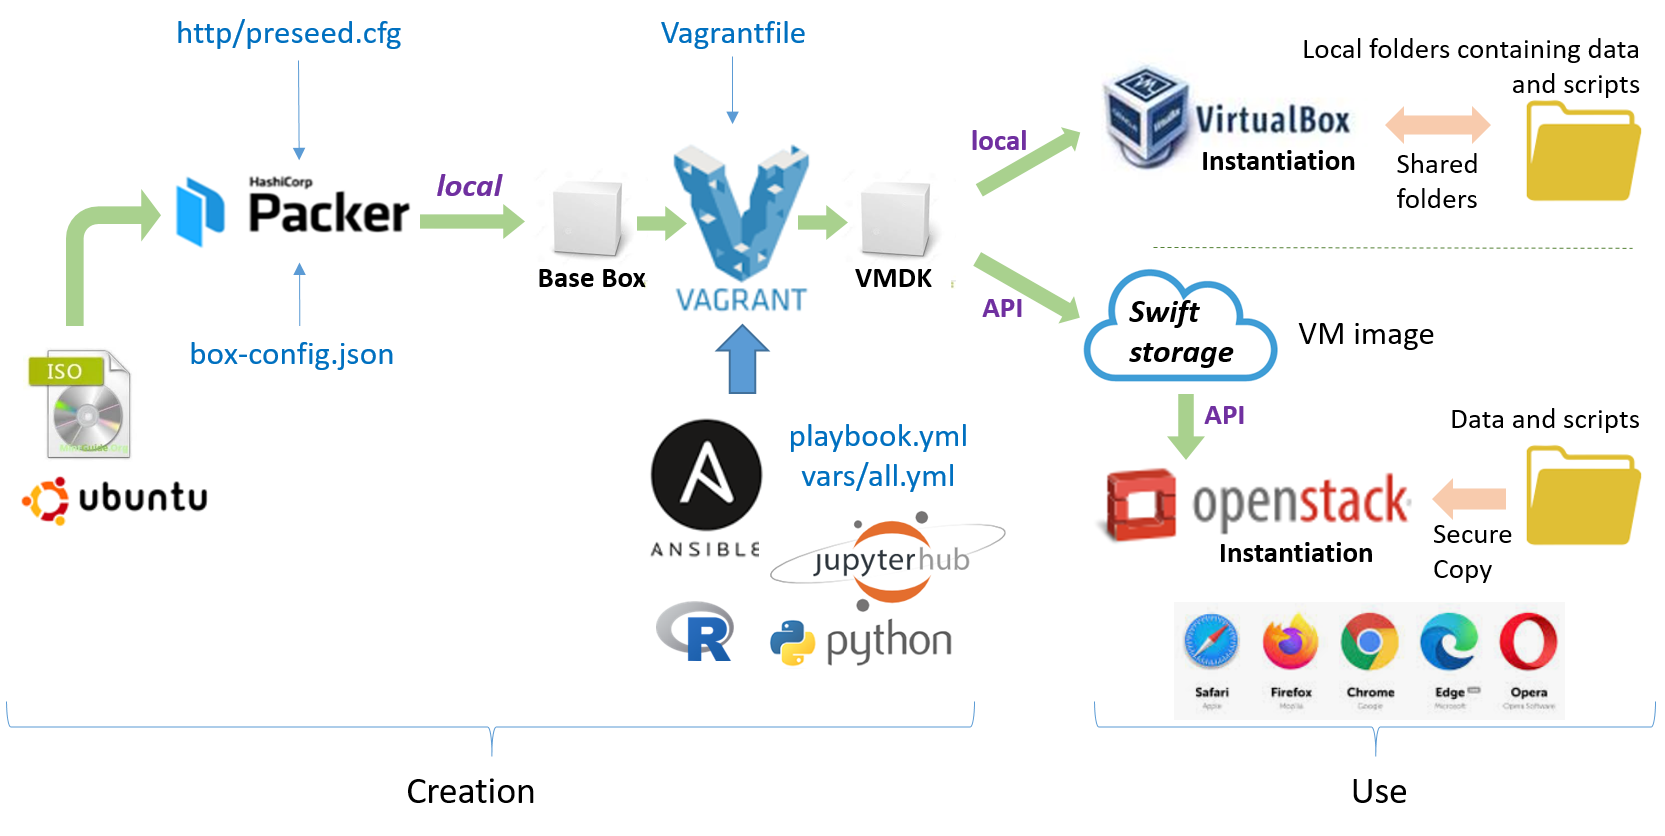 http/preseed.cfg
HashiCorp
Packer
box-config.json
ISO
ubuntu
local
Base Box
Vagrantfile
VAGRANT
VMDK
ANSIBLE
playbook.yml
vars/all.yml
jupyterhub
R
python
Creation
local
API
VirtualBox
Instantiation
Shared
folders
Local folders containing data
and scripts
Swift
storage
VM image
API
openstack
Instantiation
Data and scripts
Secure
Copy
Safari
Apple
Firefox
Mozilla
Chrome
Google
Edge
Microsoft
Opera
Opera Software
Use